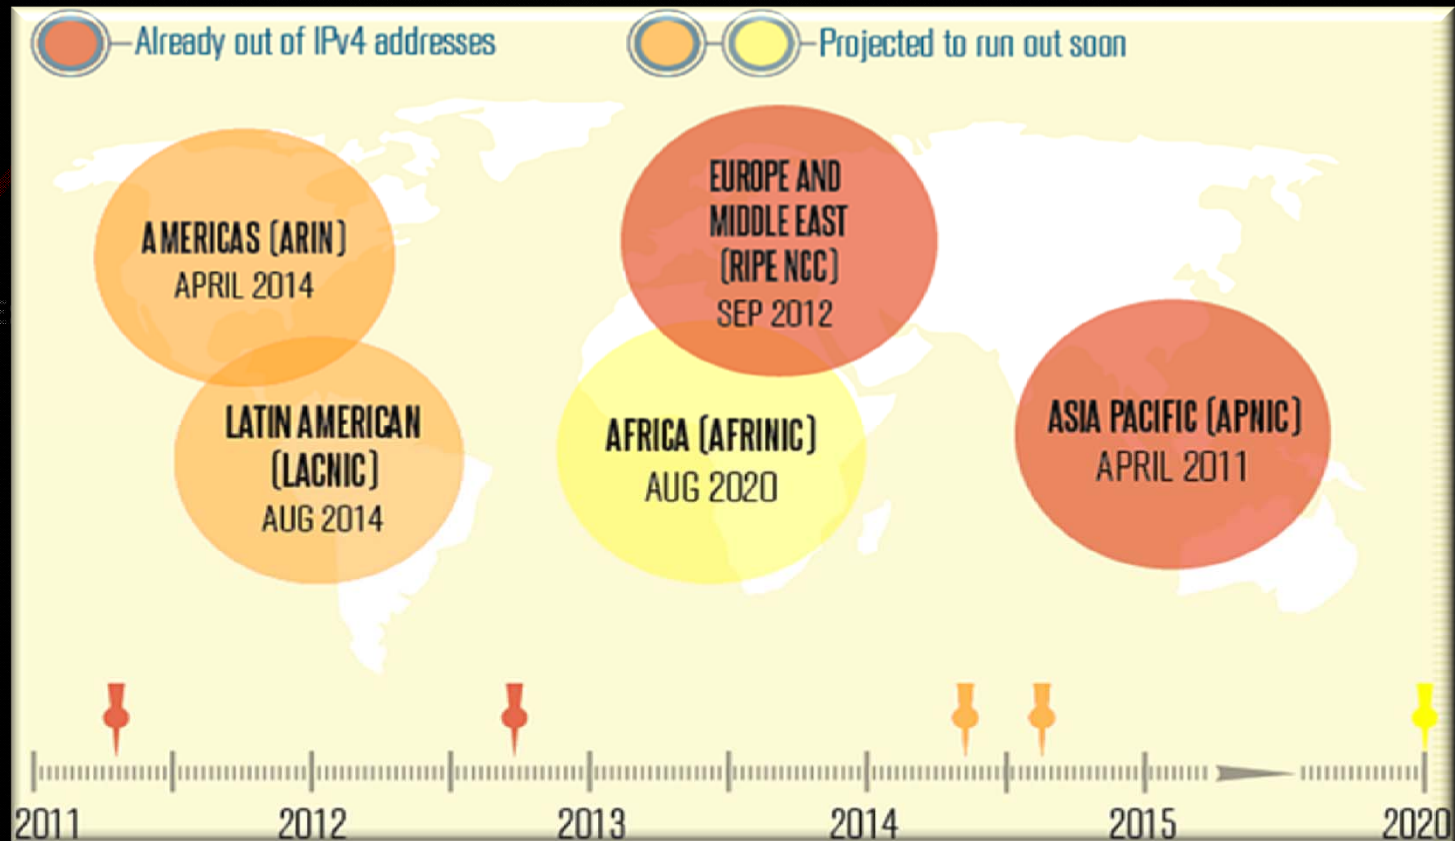 Already out of IPv4 addresses
Projected to run out soon
AMERICAS (ARIN)
APRIL 2014
EUROPE AND
MIDDLE EAST
(RIPE NCC)
SEP 2012
LATIN AMERICAN
(LACNIC)
AUG 2014
AFRICA (AFRINIC)
AUG 2020
ASIA PACIFIC (APNIC)
APRIL 2011
2011 2012 2013 2014 2015 2020